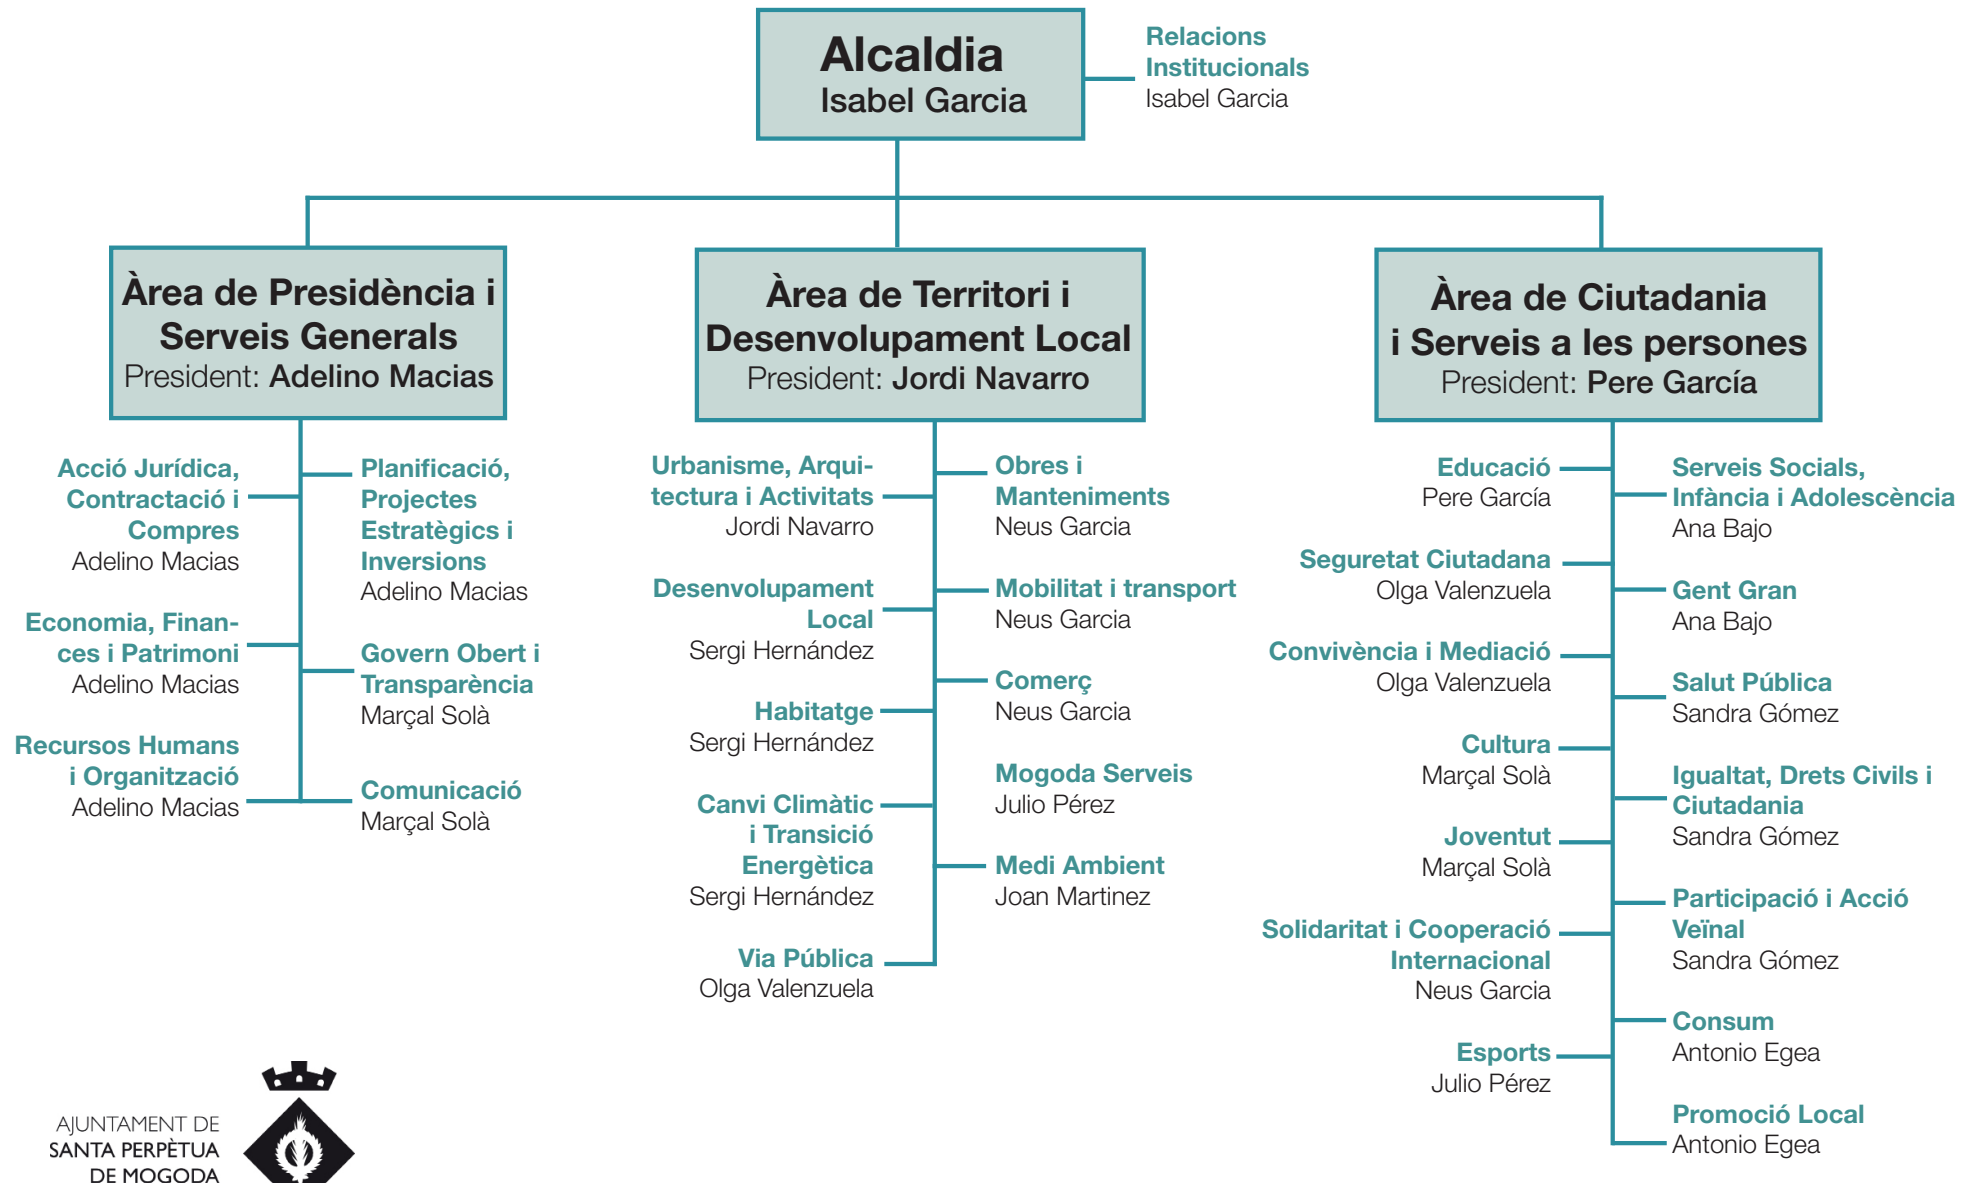 Alcaldia
Isabel Garcia
Relacions
Institucionals
Isabel Garcia
Àrea de Presidència i
Serveis Generals
President: Adelino Macias
Acció Jurídica,
Contractació i
Compres
Adelino Macias
Economia, Finan-
ces i Patrimoni
Adelino Macias
Recursos Humans
i Organització
Adelino Macias
Planificació,
Projectes
Estratègics i
Inversions
Adelino Macias
Govern Obert i
Transparència
Marçal Solà
Comunicació
Marçal Solà
Àrea de Territori i
Desenvolupament Local
President: Jordi Navarro
Urbanisme, Arqui-
tectura i Activitats
Jordi Navarro
Desenvolupament
Local
Sergi Hernández
Habitatge
Sergi Hernández
Canvi Climàtic
i Transició
Energètica
Sergi Hernández
Via Pública
Olga Valenzuela
Obres i
Manteniments
Neus Garcia
Mobilitat i transport
Neus Garcia
Comerç
Neus Garcia
Mogoda Serveis
Julio Pérez
Medi Ambient
Joan Martinez
Àrea de Ciutadania
i Serveis a les persones
President: Pere García
Educació
Pere García
Seguretat Ciutadana
Olga Valenzuela
Convivència i Mediació
Olga Valenzuela
Cultura
Marçal Solà
Joventut
Marçal Solà
Solidaritat i Cooperació
Internacional
Neus Garcia
Esports
Julio Pérez
Serveis Socials,
Infància i Adolescència
Ana Bajo
Gent Gran
Ana Bajo
Salut Pública
Sandra Gómez
Igualtat, Drets Civils i
Ciutadania
Sandra Gómez
Participació i Acció
Veïnal
Sandra Gómez
Consum
Antonio Egea
Promoció Local
Antonio Egea
AJUNTAMENT DE
SANTA PERPÈTUA
DE MOGODA